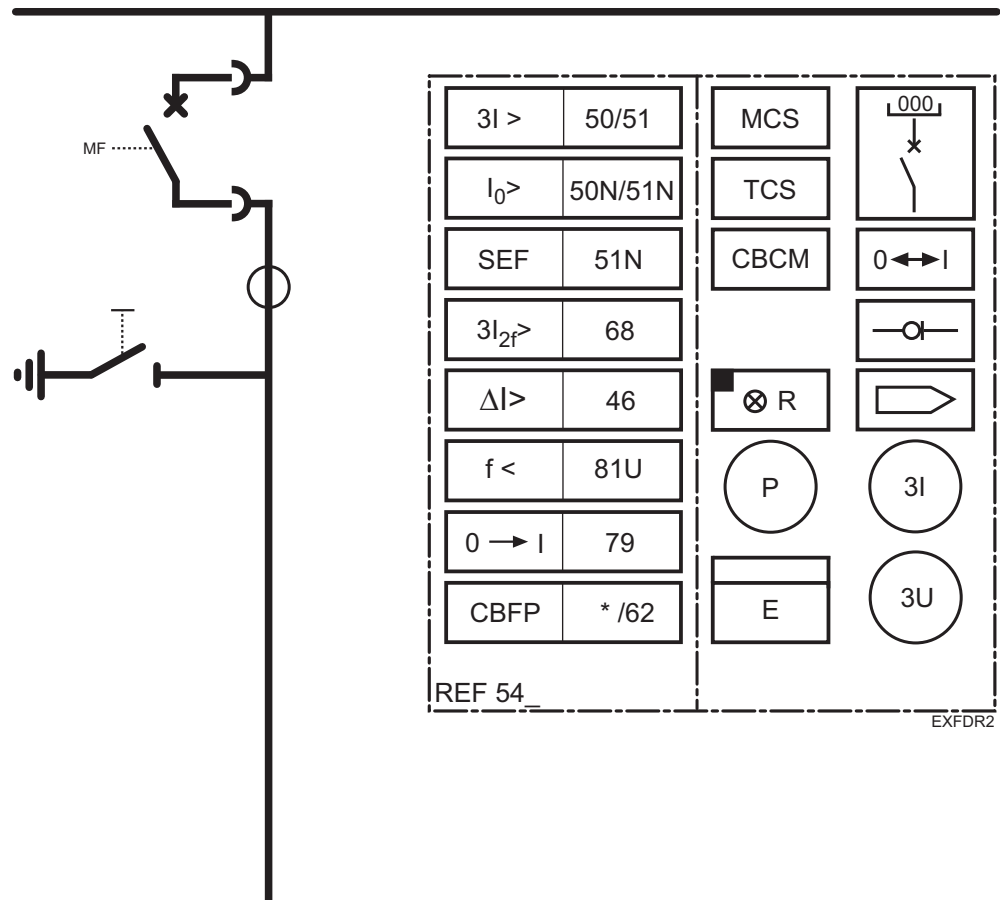 MF
3I >
50/51
I₀>
50N/51N
SEF
51N
3I₂f>
68
ΔI>
46
f <
81U
0 → I
79
CBFP
* /62
REF 54_
MCS
000
TCS
CBCM
0 ↔ I
⊗ R
P
3I
E
3U
EXFDR2